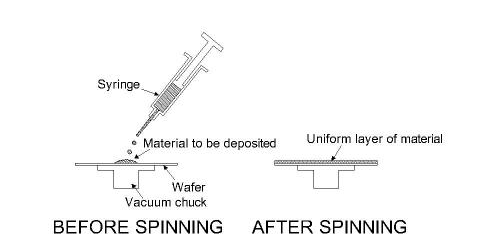 Syringe
Material to be deposited
Uniform layer of material
Wafer
Vacuum chuck
BEFORE SPINNING
AFTER SPINNING